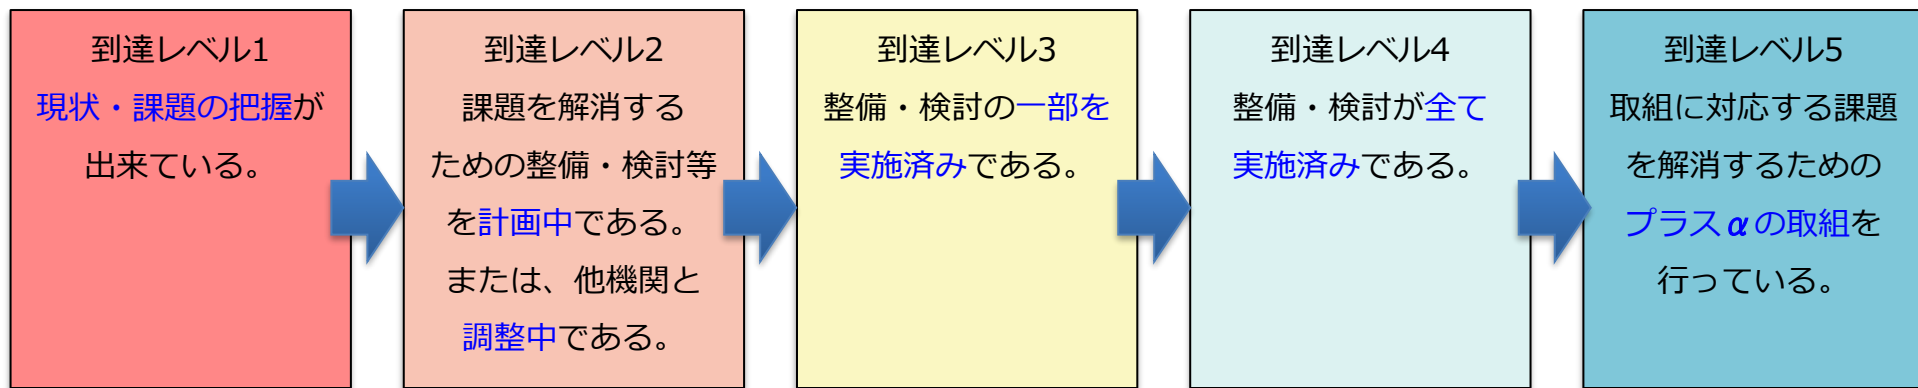 到達レベル1
現状・課題の把握が
出来ている。
到達レベル2
課題を解消する
ための整備・検討等
を計画中である。
または、他機関と
調整中である。
到達レベル3
整備・検討の一部を
実施済みである。
到達レベル4
整備・検討が全て
実施済みである。
到達レベル5
取組に対応する課題
を解消するための
プラスαの取組を
行っている。